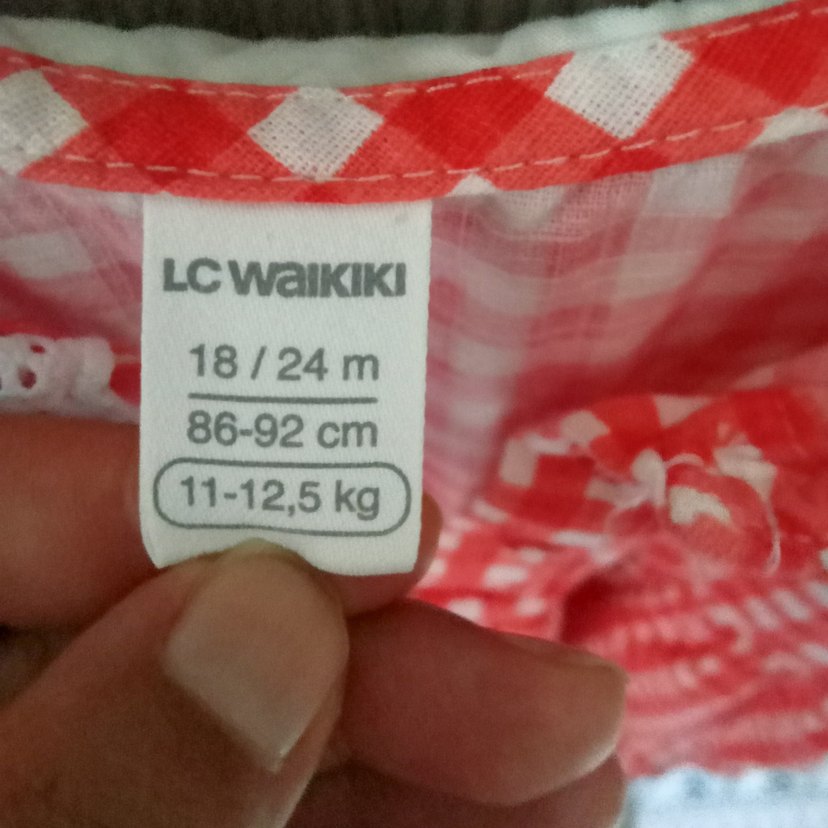 LC WAIKIKI
18 / 24 m
86-92 cm
11-12,5 kg